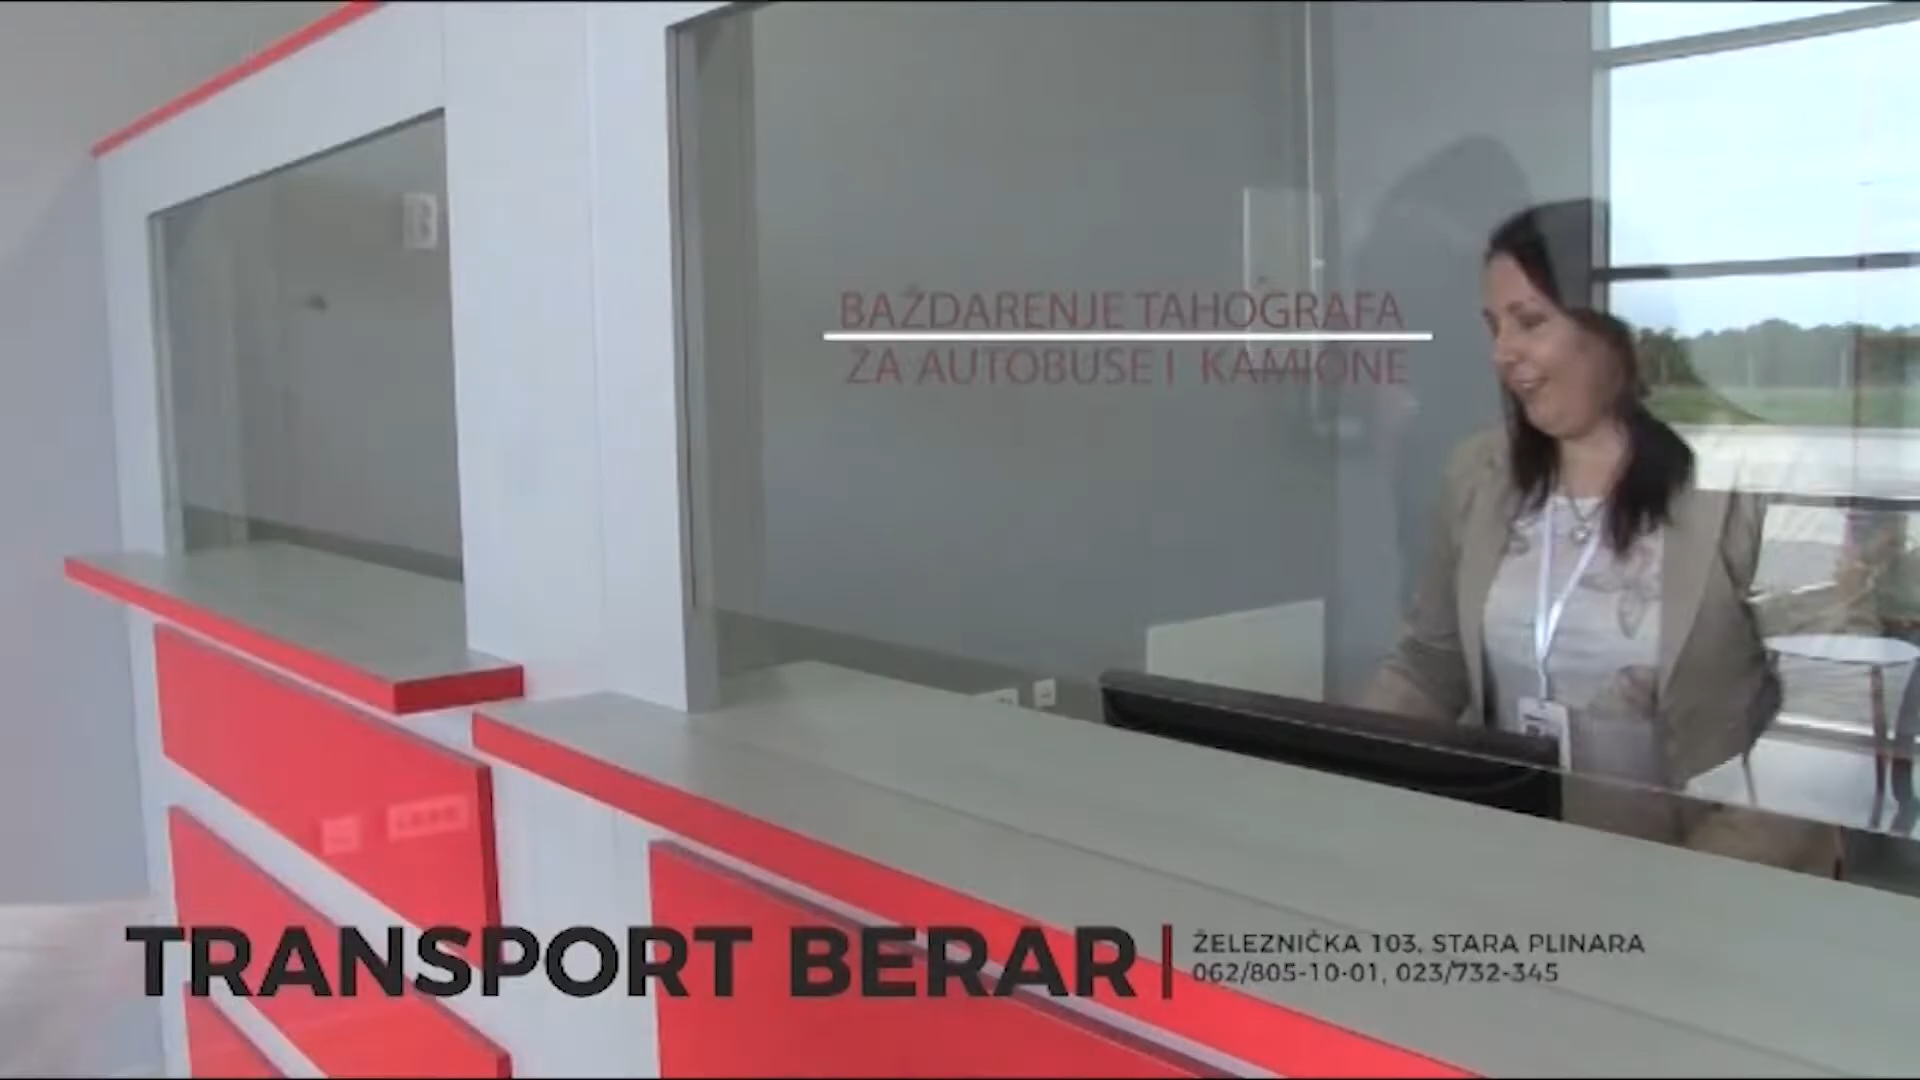 BAŽDARENJE TAHOGRAFA
ZA AUTOBUSE I KAMIONE
TRANSPORT BERAR
ŽELEZNIČKA 103, STARA PLINARA
062/805-10-01, 023/732-345